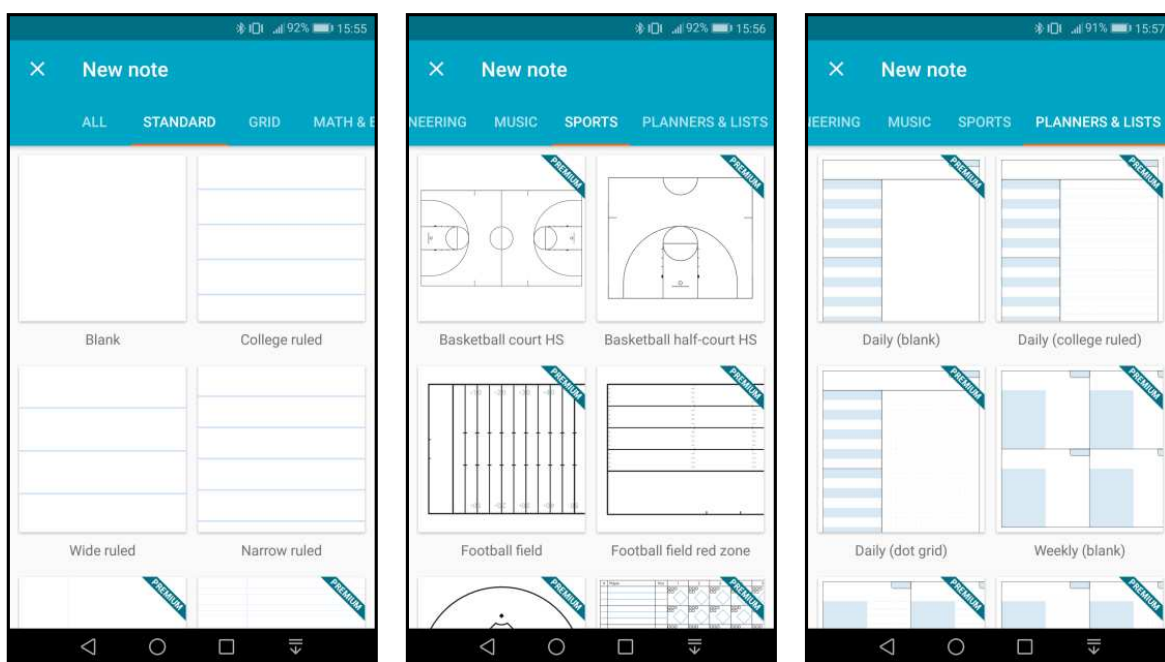 92% 15:55
New note
ALL STANDARD GRID MATH & E
Blank College ruled
Wide ruled Narrow ruled
PREMIUM PREMIUM
92% 15:56
New note
NEERING MUSIC SPORTS PLANNERS & LISTS
PREMIUM PREMIUM
Basketball court HS Basketball half-court HS
PREMIUM PREMIUM
Football field Football field red zone
PREMIUM PREMIUM
91% 15:57
New note
NEERING MUSIC SPORTS PLANNERS & LISTS
PREMIUM PREMIUM
Daily (blank) Daily (college ruled)
PREMIUM PREMIUM
Daily (dot grid) Weekly (blank)
PREMIUM PREMIUM